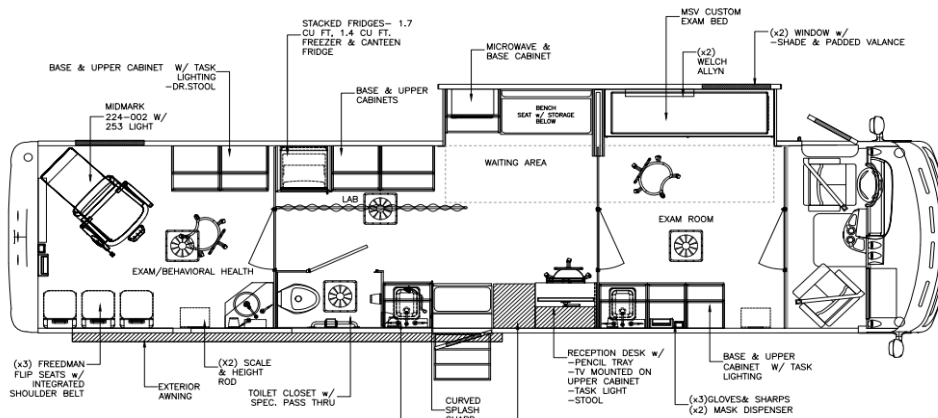 STACKED FRIDGES- 1.7
CU FT, 1.4 CU FT.
FREEZER & CANTEEN
FRIDGE
MSV CUSTOM
EXAM BED
(x2) WINDOW w/
-SHADE & PADDED VALANCE
MICROWAVE &
BASE CABINET
(x2)
WELCH
ALLYN
BASE & UPPER CABINET W/ TASK
LIGHTING
-DR.STOOL
BASE & UPPER
CABINETS
MIDMARK
224-002 W/
253 LIGHT
BENCH
SEAT w/ STORAGE
BELOW
WAITING AREA
LAB
EXAM ROOM
EXAM/BEHAVIORAL HEALTH
(x3) FREEDMAN
FLIP SEATS w/
INTEGRATED
SHOULDER BELT
EXTERIOR
AWNING
(x2) SCALE
& HEIGHT
ROD
TOILET CLOSET w/
SPEC. PASS THRU
CURVED
SPLASH
GUARD
RECEPTION DESK w/
-PENCIL TRAY
-TV MOUNTED ON
UPPER CABINET
-TASK LIGHT
-STOOL
(x3)GLOVES& SHARPS
(x2) MASK DISPENSER
BASE & UPPER
CABINET W/ TASK
LIGHTING